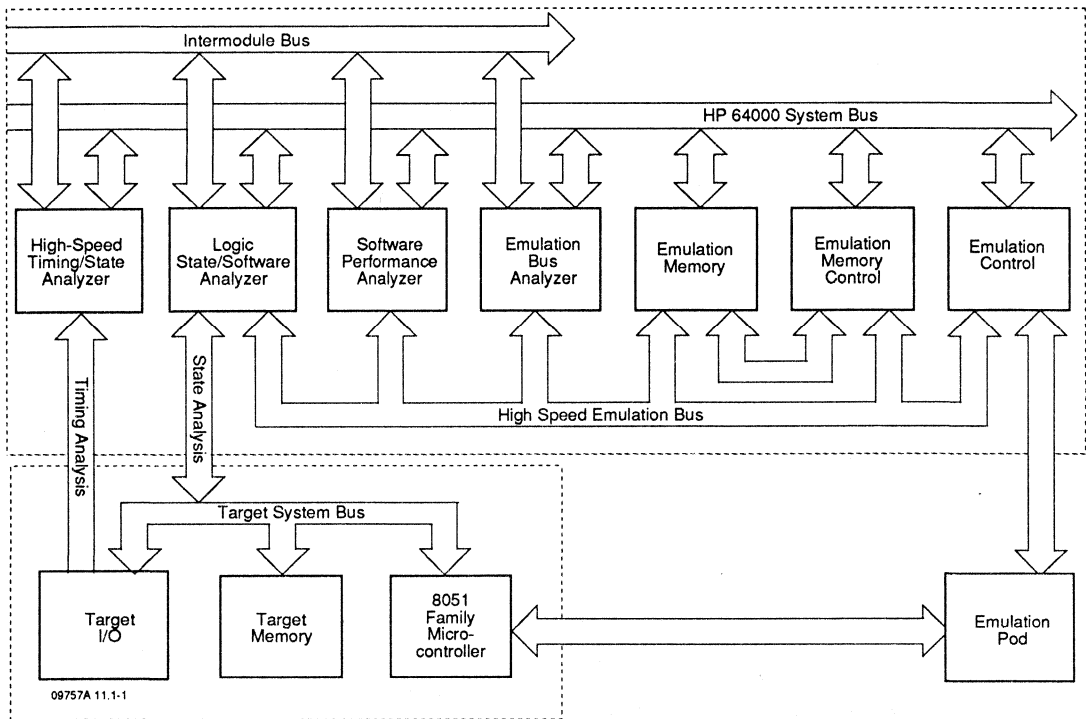 Intermodule Bus
HP 64000 System Bus
High-Speed
Timing/State
Analyzer
Logic
State/Software
Analyzer
Software
Performance
Analyzer
Emulation
Bus
Analyzer
Emulation
Memory
Emulation
Memory
Control
Emulation
Control
Timing Analysis
State Analysis
High Speed Emulation Bus
Target System Bus
Target
I/O
Target
Memory
8051
Family
Micro-
controller
Emulation
Pod
09757A 11.1-1